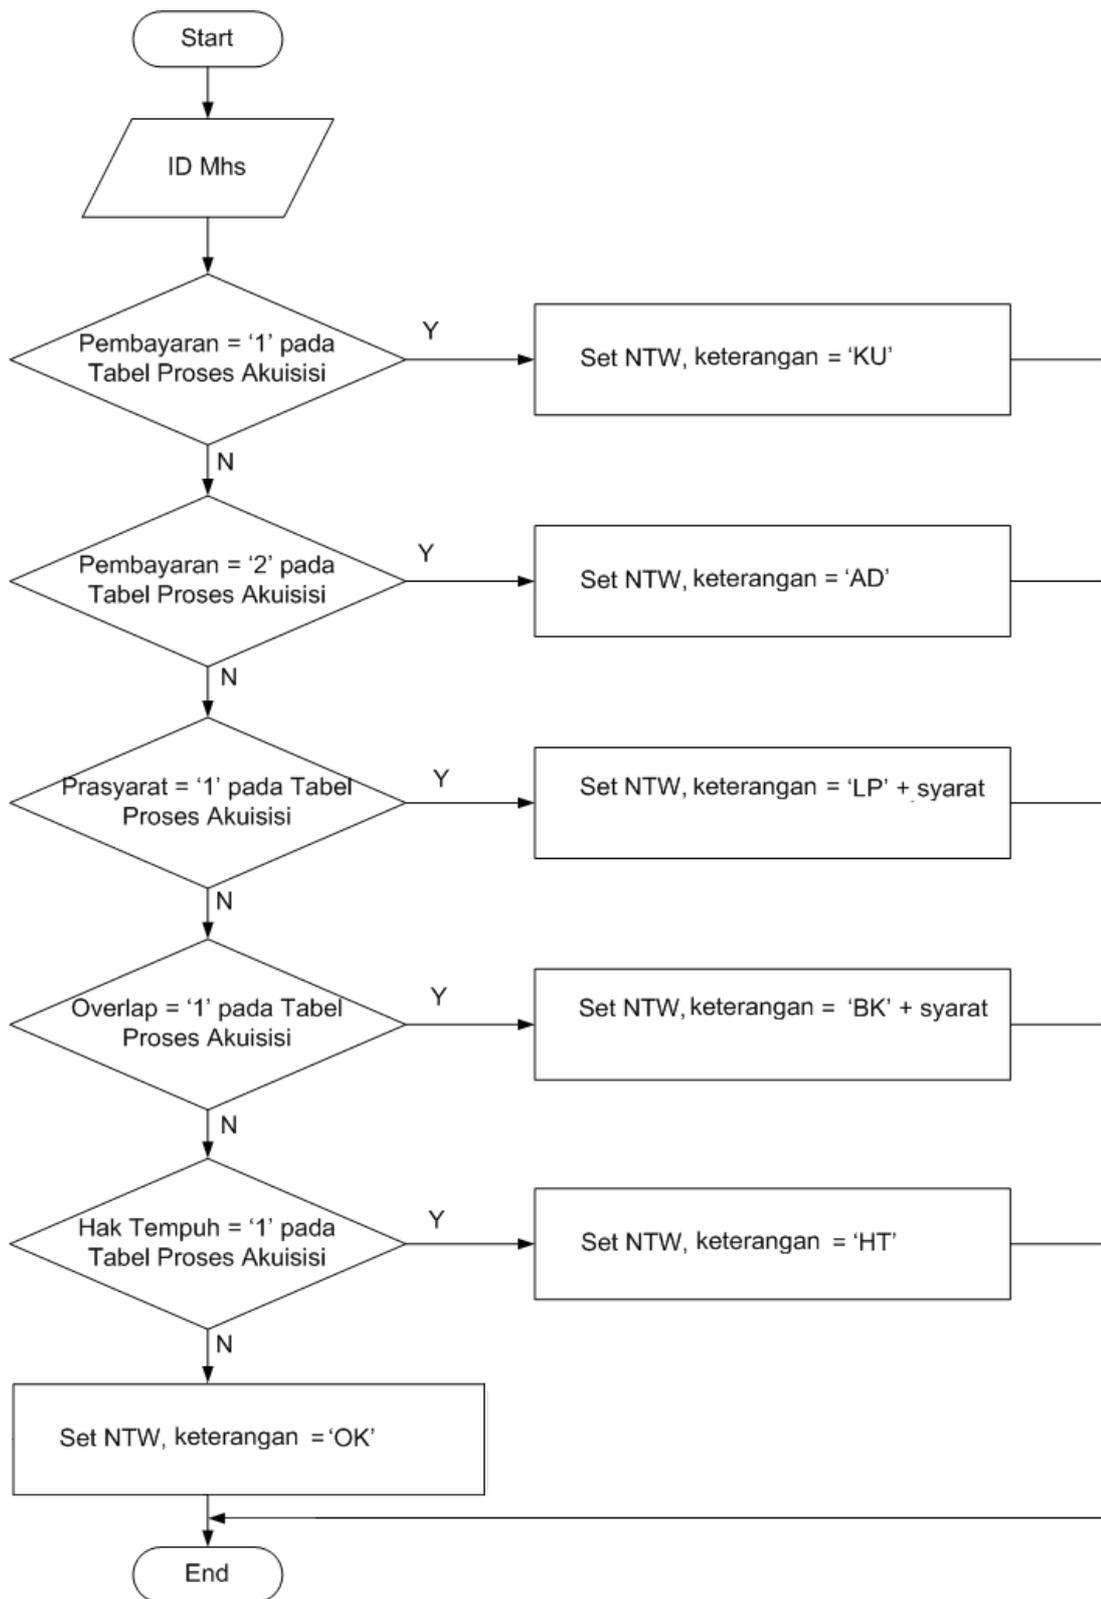 Start
ID Mhs
Pembayaran = ‘1’ pada
Tabel Proses Akuisisi
Y
Set NTW, keterangan = ‘KU’
N
Pembayaran = ‘2’ pada
Tabel Proses Akuisisi
Y
Set NTW, keterangan = ‘AD’
N
Prasyarat = ‘1’ pada Tabel
Proses Akuisisi
Y
Set NTW, keterangan = ‘LP’ + syarat
N
Overlap = ‘1’ pada Tabel
Proses Akuisisi
Y
Set NTW, keterangan = ‘BK’ + syarat
N
Hak Tempuh = ‘1’ pada
Tabel Proses Akuisisi
Y
Set NTW, keterangan = ‘HT’
N
Set NTW, keterangan = ‘OK’
End